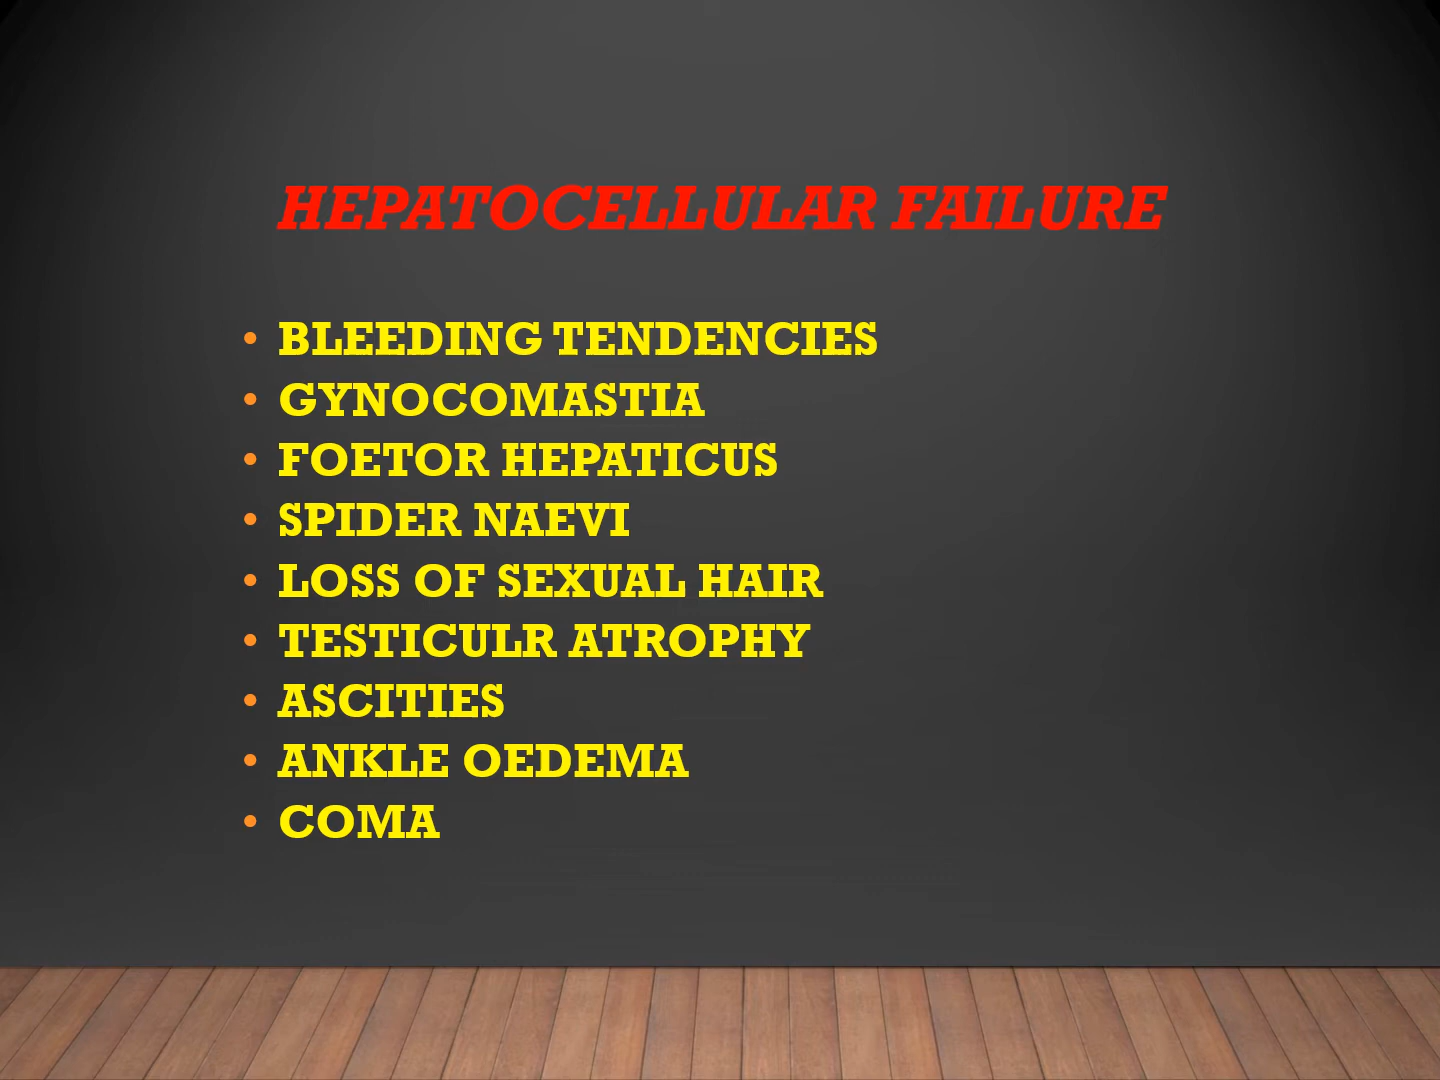 HEPATOCELLULAR FAILURE
• BLEEDING TENDENCIES
• GYNOCOMASTIA
• FOETOR HEPATICUS
• SPIDER NAEVI
• LOSS OF SEXUAL HAIR
• TESTICULR ATROPHY
• ASCITIES
• ANKLE OEDEMA
• COMA